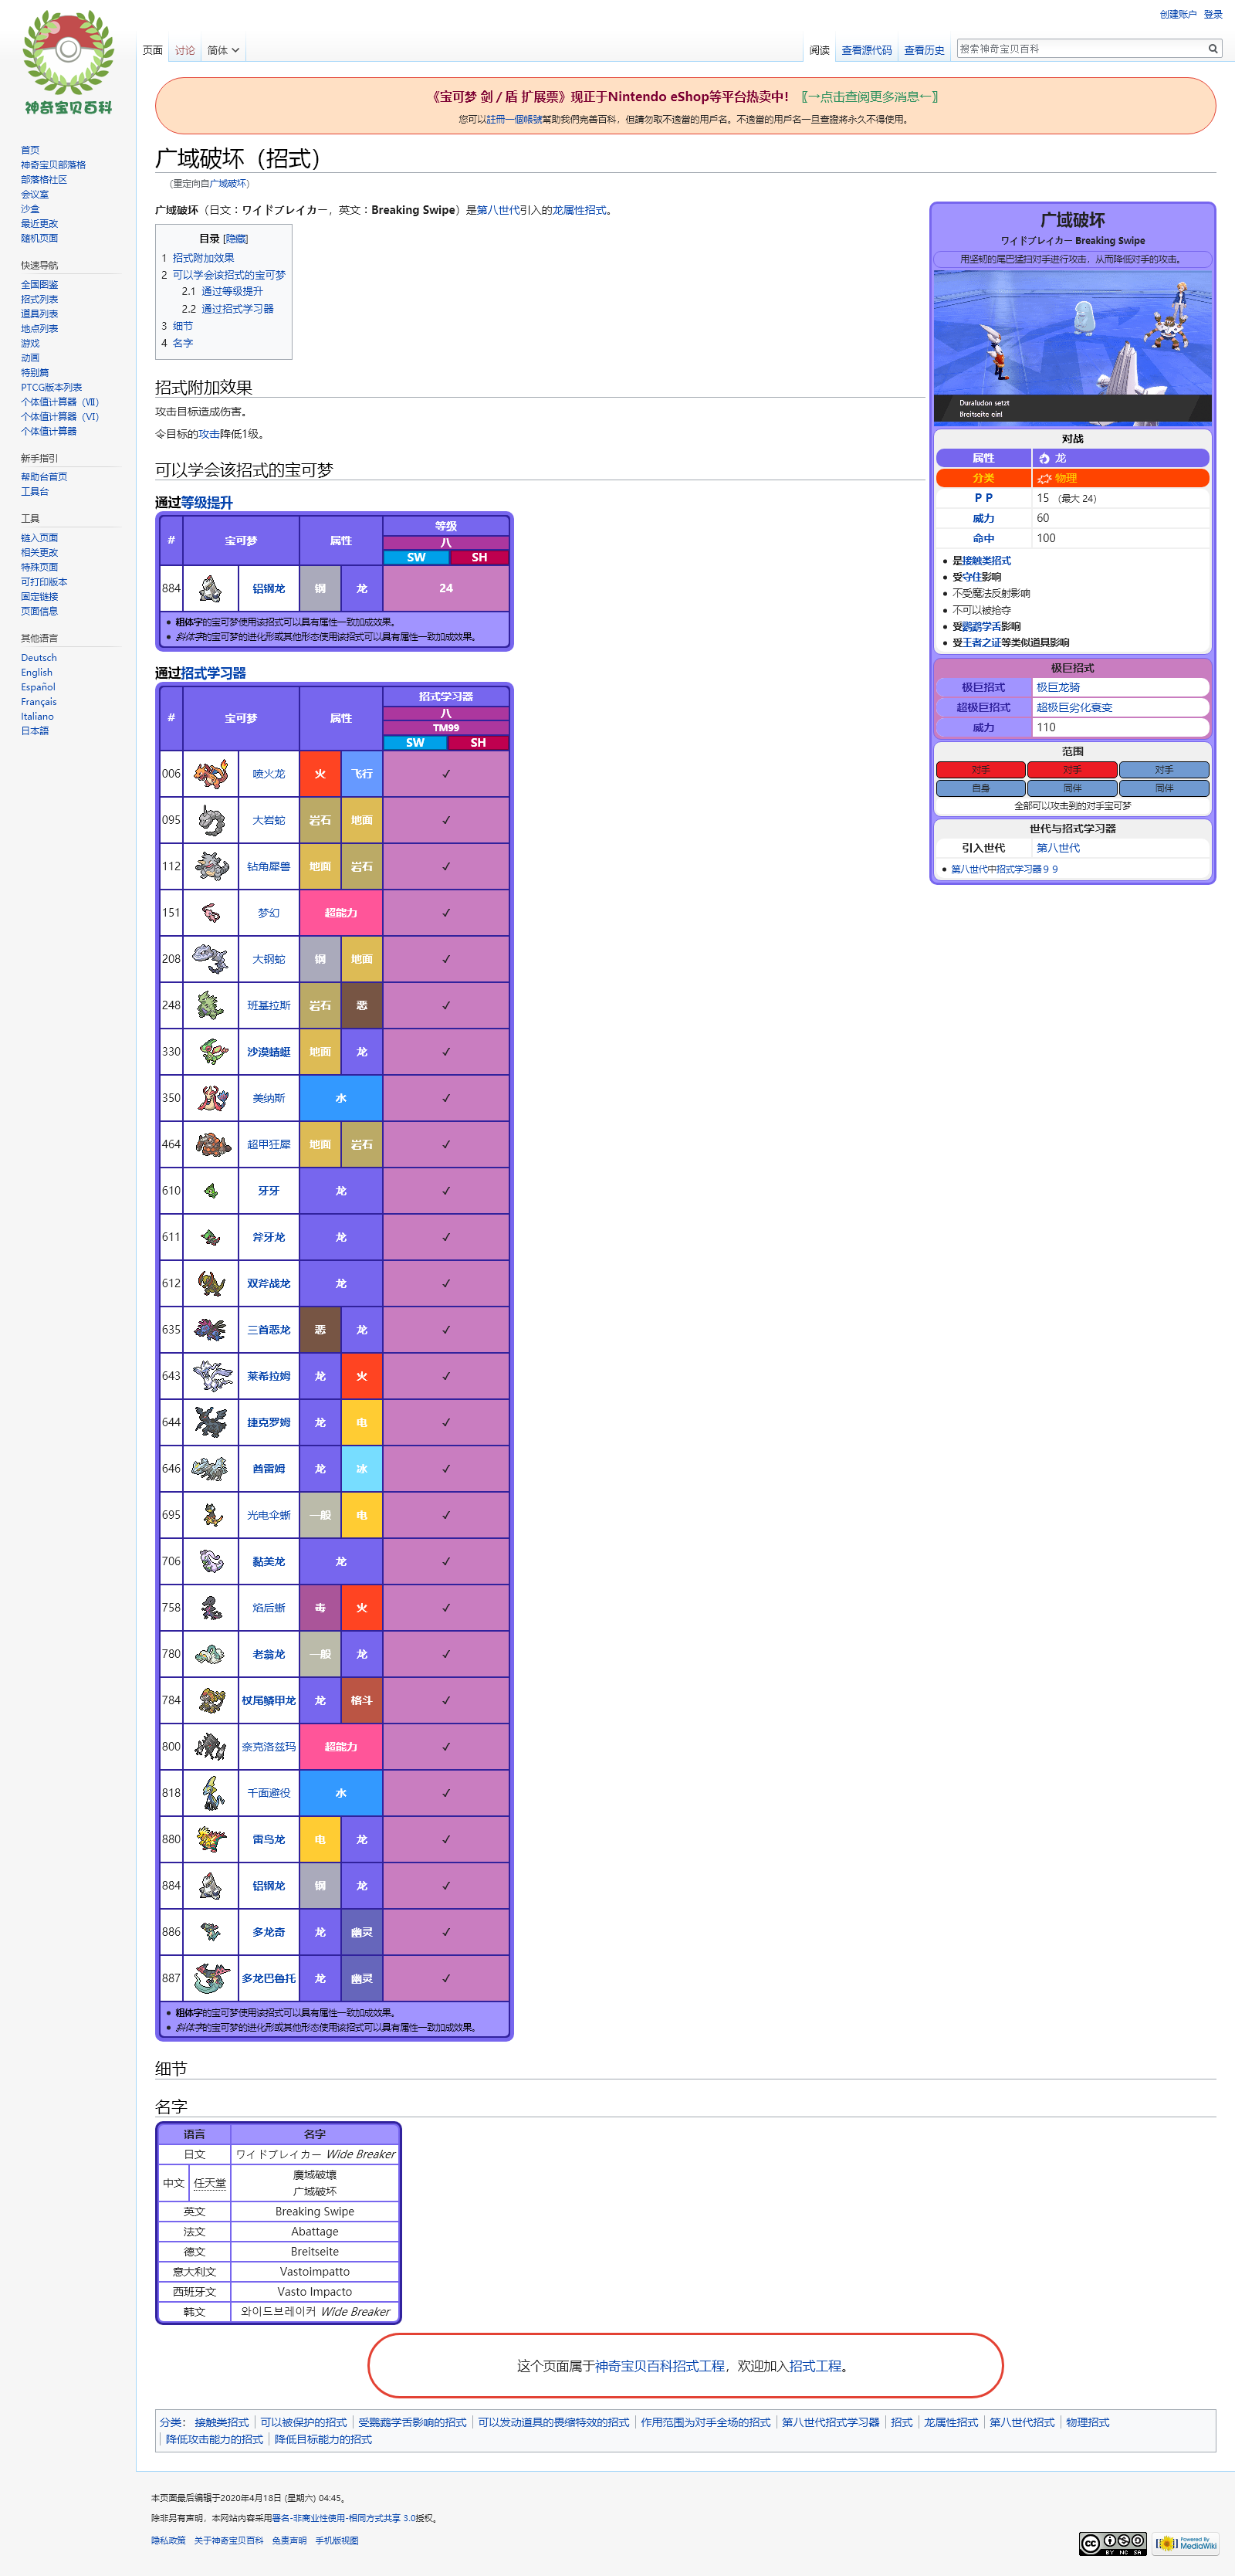 创建账户 登录
页面 讨论 简体
阅读 查看源代码 查看历史 搜索神奇宝贝百科
神奇宝贝百科
首页
神奇宝贝部落格
部落格社区
会议室
沙盒
最近更改
随机页面
快速导航
全国图鉴
招式列表
道具列表
地点列表
游戏
动画
特别篇
PTCG版本列表
个体值计算器（Ⅶ）
个体值计算器（VI）
个体值计算器
新手指引
帮助台首页
工具台
工具
链入页面
相关更改
特殊页面
可打印版本
固定链接
页面信息
其他语言
Deutsch
English
Español
Français
Italiano
日本語
《宝可梦 剑 / 盾 扩展票》现正于Nintendo eShop等平台热卖中！〖→点击查阅更多消息←〗
您可以註冊一個帳號幫助我們完善百科，但請勿取不適當的用戶名。不適當的用戶名一旦查證將永久不得使用。
广域破坏（招式）
（重定向自广域破坏）
广域破坏（日文：ワイドブレイカー，英文：Breaking Swipe）是第八世代引入的龙属性招式。
目录 [隐藏]
1 招式附加效果
2 可以学会该招式的宝可梦
2.1 通过等级提升
2.2 通过招式学习器
3 细节
4 名字
招式附加效果
攻击目标造成伤害。
令目标的攻击降低1级。
可以学会该招式的宝可梦
通过等级提升
# 宝可梦 属性 等级
八
SW SH
884 铝钢龙 钢 龙 24
粗体字的宝可梦使用该招式可以具有属性一致加成效果。
斜体字的宝可梦的进化形或其他形态使用该招式可以具有属性一致加成效果。
通过招式学习器
# 宝可梦 属性 招式学习器
八
TM99
SW SH
006 喷火龙 火 飞行 ✓
095 大岩蛇 岩石 地面 ✓
112 钻角犀兽 地面 岩石 ✓
151 梦幻 超能力 ✓
208 大钢蛇 钢 地面 ✓
248 班基拉斯 岩石 恶 ✓
330 沙漠蜻蜓 地面 龙 ✓
350 美纳斯 水 ✓
464 超甲狂犀 地面 岩石 ✓
610 牙牙 龙 ✓
611 斧牙龙 龙 ✓
612 双斧战龙 龙 ✓
635 三首恶龙 恶 龙 ✓
643 莱希拉姆 龙 火 ✓
644 捷克罗姆 龙 电 ✓
646 酋雷姆 龙 冰 ✓
695 光电伞蜥 一般 电 ✓
706 黏美龙 龙 ✓
758 焰后蜥 毒 火 ✓
780 老翁龙 一般 龙 ✓
784 杖尾鳞甲龙 龙 格斗 ✓
800 奈克洛兹玛 超能力 ✓
818 千面避役 水 ✓
880 雷鸟龙 电 龙 ✓
884 铝钢龙 钢 龙 ✓
886 多龙奇 龙 幽灵 ✓
887 多龙巴鲁托 龙 幽灵 ✓
粗体字的宝可梦使用该招式可以具有属性一致加成效果。
斜体字的宝可梦的进化形或其他形态使用该招式可以具有属性一致加成效果。
广域破坏
ワイドブレイカー Breaking Swipe
用坚韧的尾巴猛扫对手进行攻击，从而降低对手的攻击。
Duraludon setzt
Breitseite ein!
对战
属性 龙
分类 物理
ＰＰ 15 （最大 24）
威力 60
命中 100
是接触类招式
受守住影响
不受魔法反射影响
不可以被抢夺
受鹦鹉学舌影响
受王者之证等类似道具影响
极巨招式
极巨招式 极巨龙骑
超极巨招式 超极巨劣化衰变
威力 110
范围
对手 对手 对手
自身 同伴 同伴
全部可以攻击到的对手宝可梦
世代与招式学习器
引入世代 第八世代
第八世代中招式学习器９９
细节
名字
语言 名字
日文 ワイドブレイカー Wide Breaker
中文 任天堂 廣域破壞
广域破坏
英文 Breaking Swipe
法文 Abattage
德文 Breitseite
意大利文 Vastoimpatto
西班牙文 Vasto Impacto
韩文 와이드브레이커 Wide Breaker
这个页面属于神奇宝贝百科招式工程，欢迎加入招式工程。
分类： 接触类招式 可以被保护的招式 受鹦鹉学舌影响的招式 可以发动道具的畏缩特效的招式 作用范围为对手全场的招式 第八世代招式学习器 招式 龙属性招式 第八世代招式 物理招式
降低攻击能力的招式 降低目标能力的招式
本页面最后编辑于2020年4月18日 (星期六) 04:45。
除非另有声明，本网站内容采用署名-非商业性使用-相同方式共享 3.0授权。
隐私政策 关于神奇宝贝百科 免责声明 手机版视图
CC BY NC SA
Powered By MediaWiki